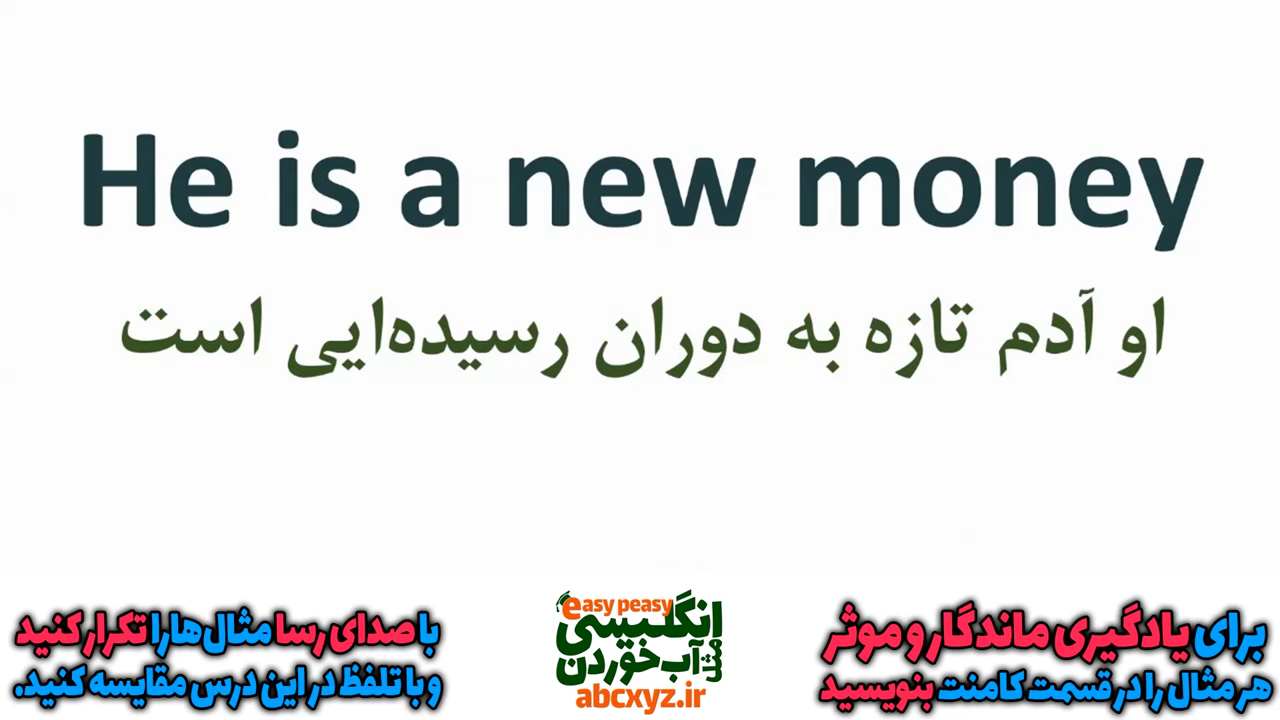 He is a new money
او آدم تازه به دوران رسیده‌ایی است
برای یادگیری ماندگار و موثر
هر مثال را در قسمت کامنت بنویسید
easy peasy
انگلیسی
مثل آب خوردن
abcxyz.ir
با صدای رسا مثال‌ها را تکرار کنید
و با تلفظ در این درس مقایسه کنید.